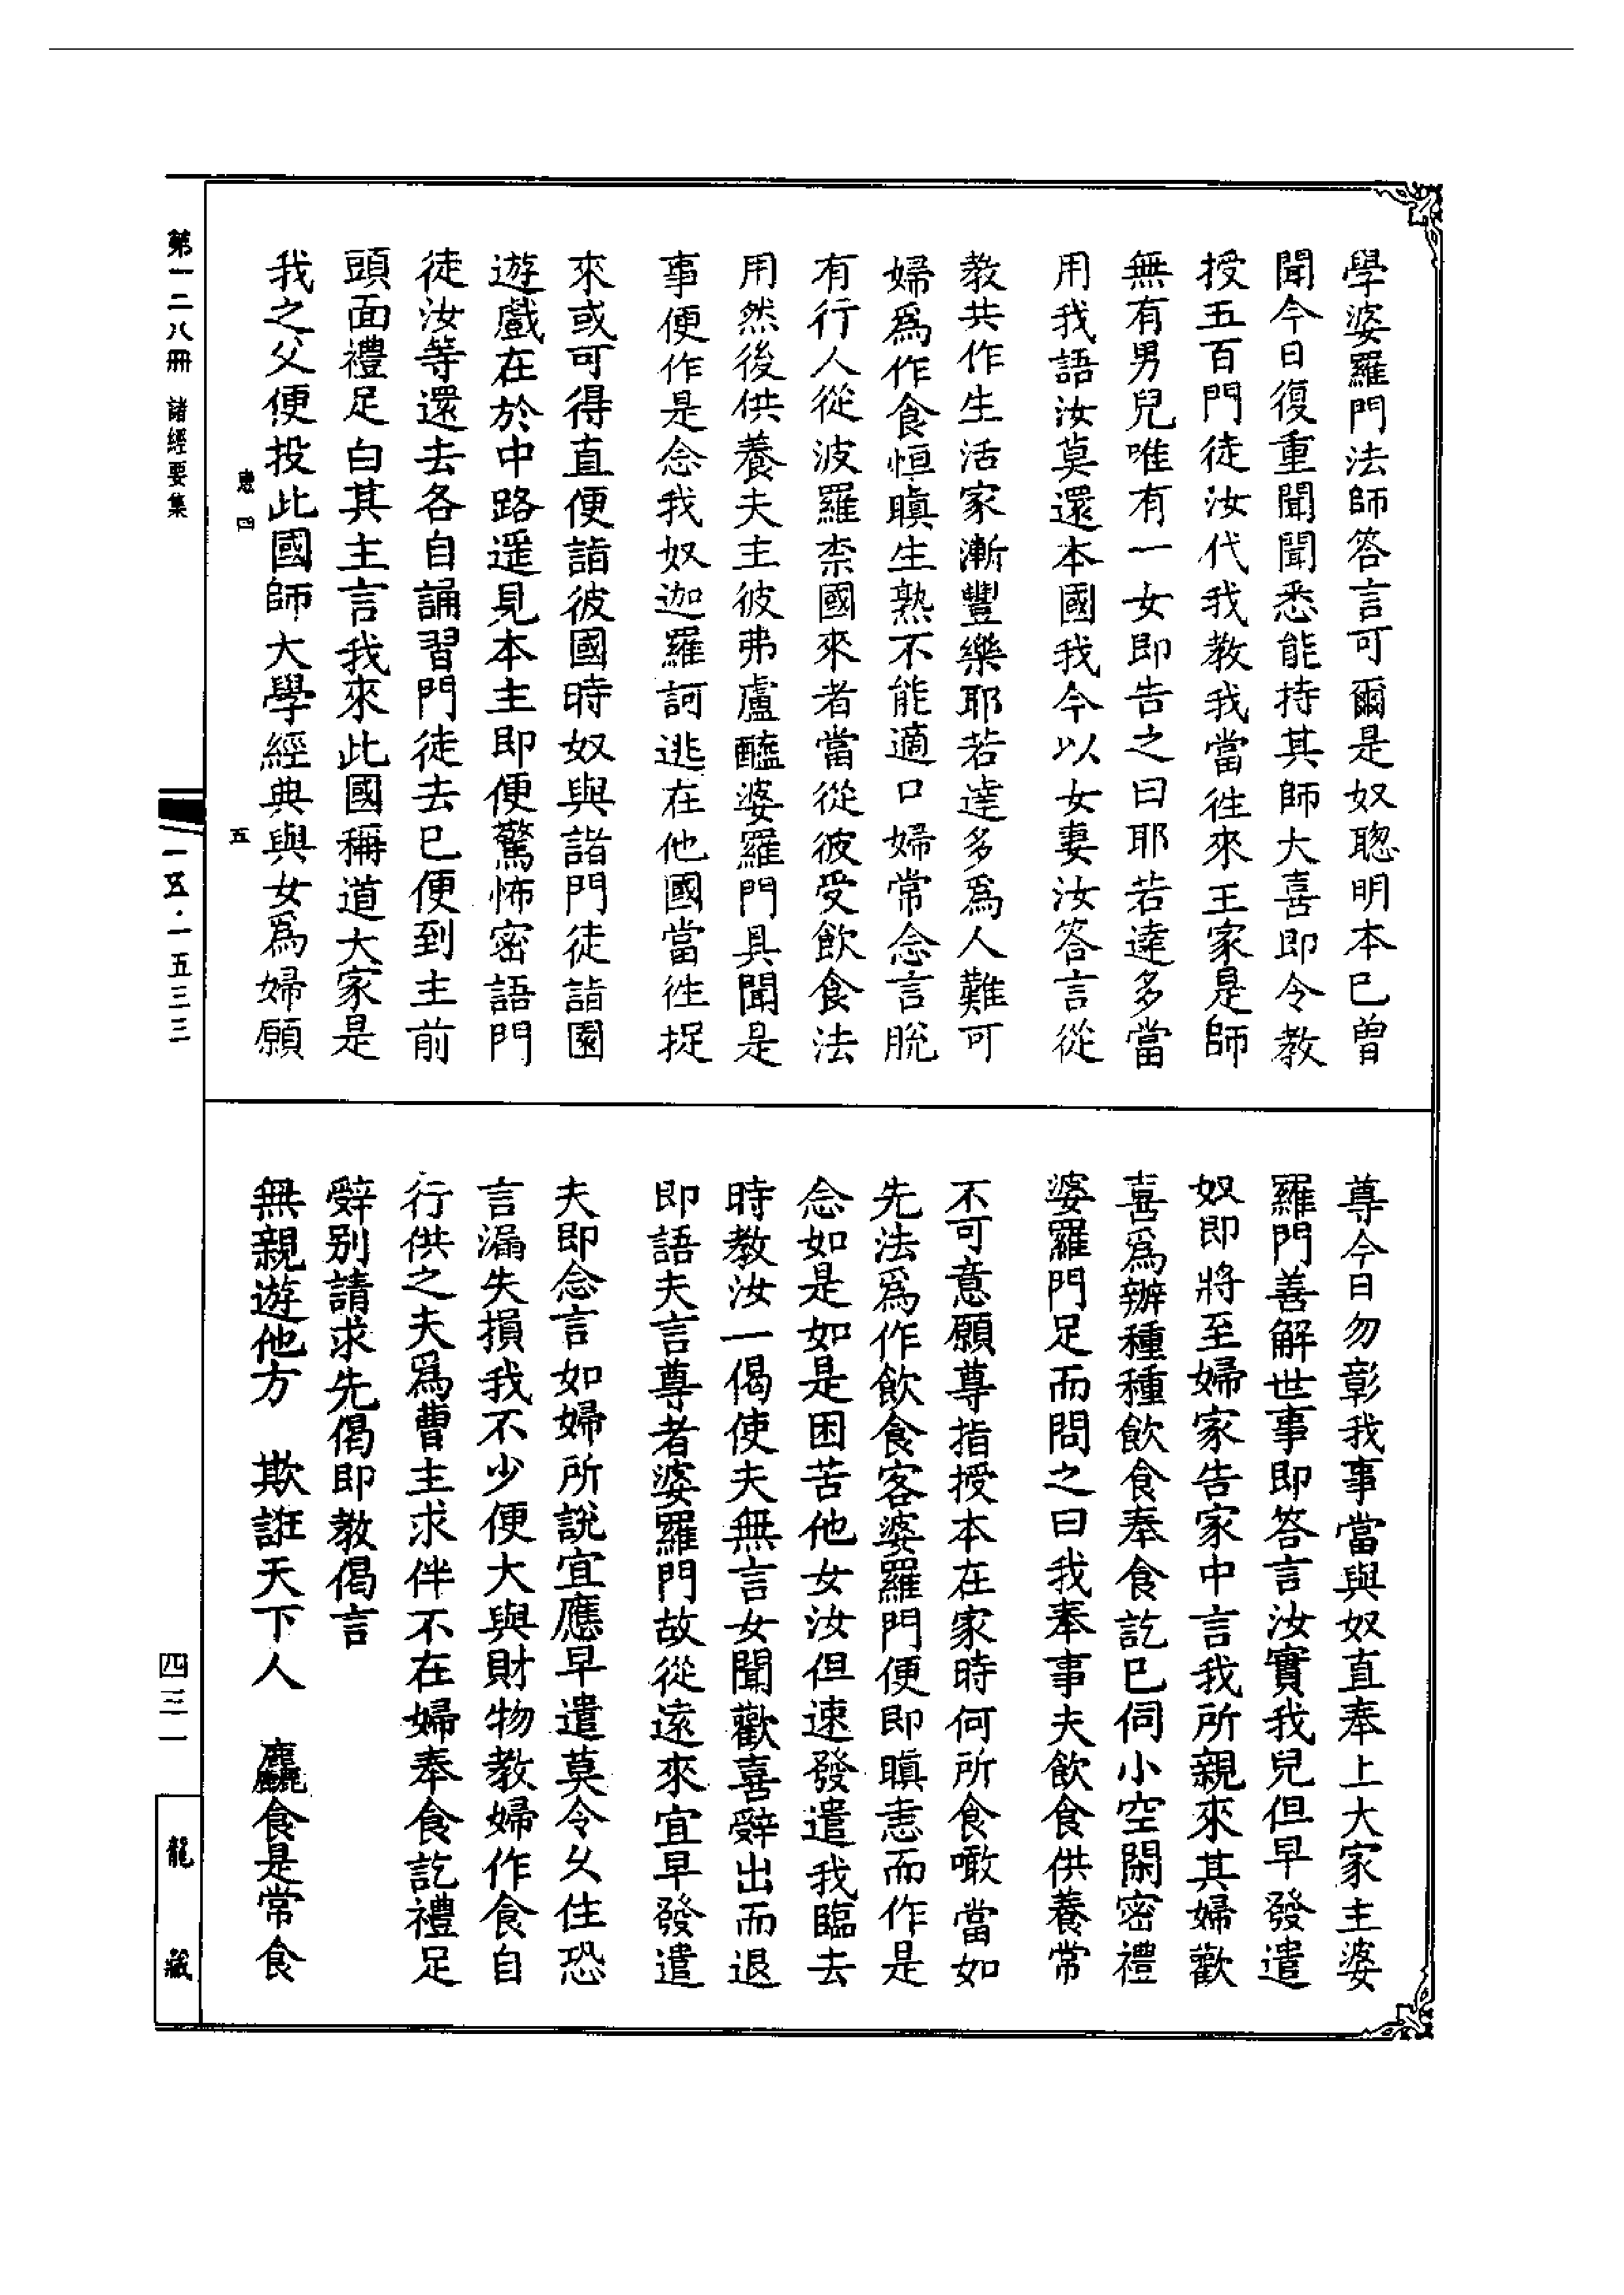 學婆羅門法師答言可爾是奴聰明本已曾
聞今日復重聞聞悉能持其師大喜即令教
授五百門徒汝代我教我當往來王家是師
無有男兒唯有一女即告之曰耶若達多當
用我語汝莫還本國我今以女妻汝答言從
教共作生活家漸豐樂耶若達多爲人難可
婦爲作食恒瞋生熟不能適口婦常念言脫
有行人從波羅柰國來者當從彼受飲食法
用然後供養夫主彼弗盧醯婆羅門具聞是
事便作是念我奴迦羅訶逃在他國當往捉
來或可得直便詣彼國時奴與諸門徒詣園
遊戲在於中路遥見本主即便驚怖密語門
徒汝等還去各自誦習門徒去已便到主前
頭面禮足白其主言我來此國稱道大家是
我之父便投此國師大學經典與女爲婦願
尊今日勿彰我事當與奴直奉上大家主婆
羅門善解世事即答言汝實我兒但早發遣
奴即將至婦家告家中言我所親來其婦歡
喜爲辦種種飲食奉食訖已伺小空閑密禮
婆羅門足而問之曰我奉事夫飲食供養常
不可意願尊指授本在家時何所食噉當如
先法爲作飲食客婆羅門便即瞋恚而作是
念如是如是困苦他女汝但速發遣我臨去
時教汝一偈使夫無言女聞歡喜辭出而退
即語夫言尊者婆羅門故從遠來宜早發遣
夫即念言如婦所說宜應早遣莫令久住恐
言漏失損我不少便大與財物教婦作食自
行供之夫爲曹主求伴不在婦奉食訖禮足
辭別請求先偈即教偈言
無親遊他方　欺誑天下人　麤食是常食
第一二八冊 諸經要集
四 五
一五·一五三三
四三一
龍藏